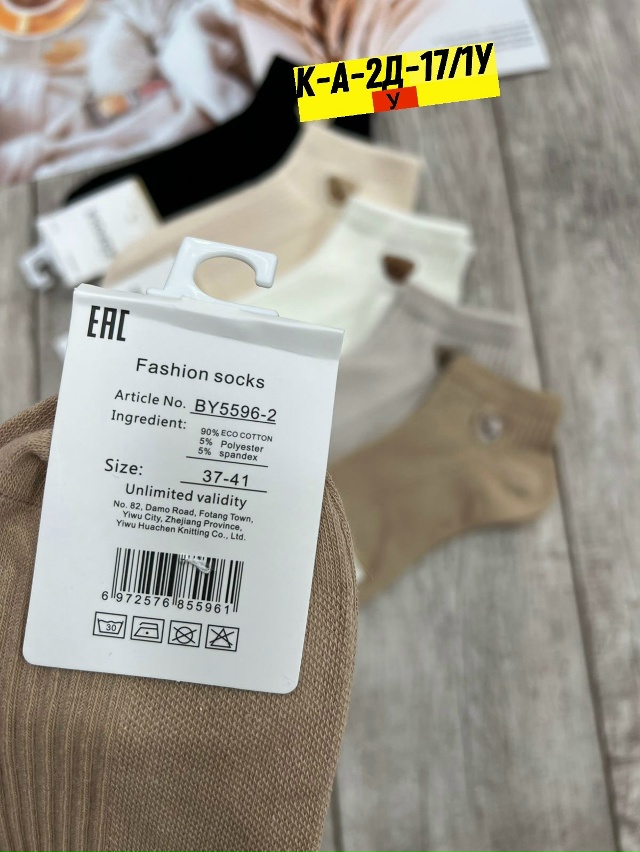 К-А-2Д-17/1У
У
EAC
Fashion socks
Article No. BY5596-2
Ingredient:
90% ECO COTTON
5% Polyester
5% spandex
Size: 37-41
Unlimited validity
No. 82, Damo Road, Fotang Town,
Yiwu City, Zhejiang Province,
Yiwu Huachen Knitting Co., Ltd.
6 972576 855961
30